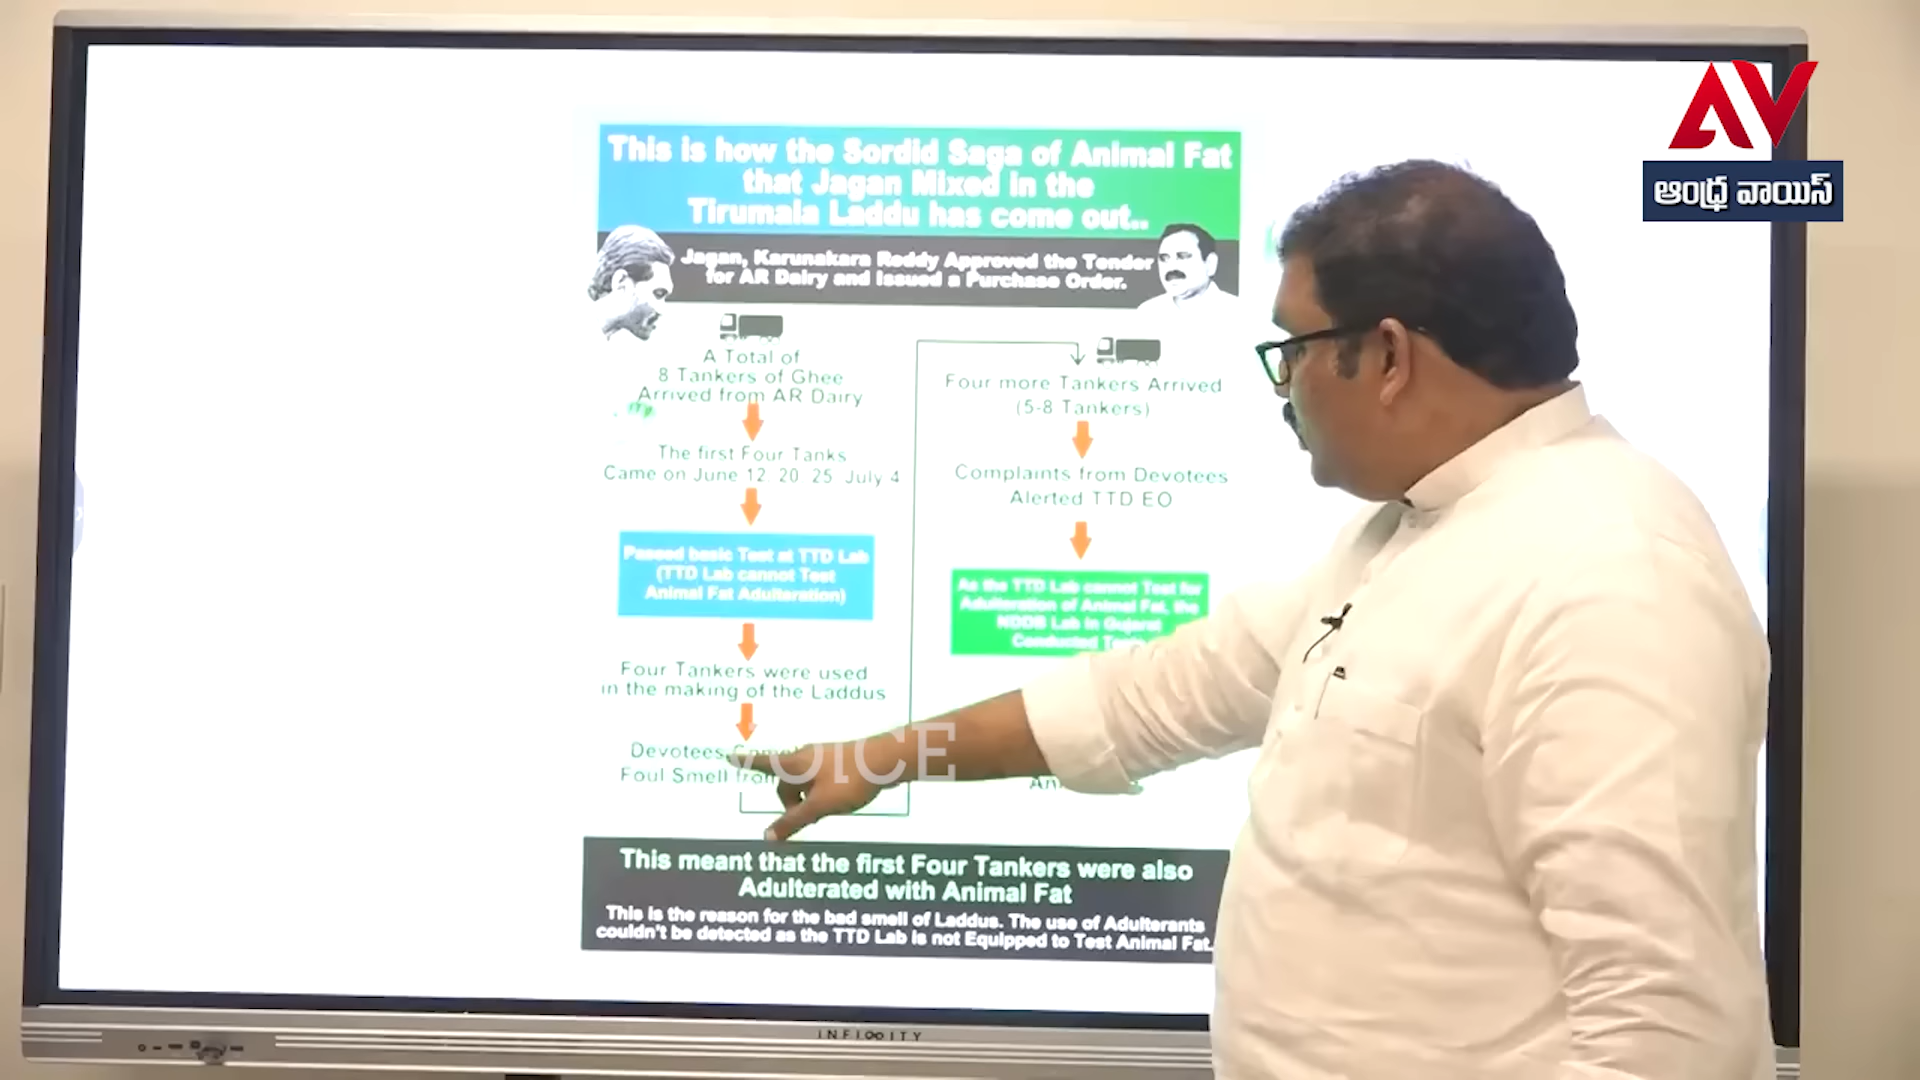 AV
ఆంధ్ర వాయిస్
This is how the Sordid Saga of Animal Fat
that Jagan Mixed in the
Tirumala Laddu has come out..
Jagan, Karunakara Reddy Approved the Tender
for AR Dairy and Issued a Purchase Order.
A Total of
8 Tankers of Ghee
Arrived from AR Dairy
The first Four Tanks
Came on June 12, 20, 25, July 4
Passed basic Test at TTD Lab
(TTD Lab cannot Test
Animal Fat Adulteration)
Four Tankers were used
in the making of the Laddus
Devotees
Foul Smell from
Four more Tankers Arrived
(5-8 Tankers)
Complaints from Devotees
Alerted TTD EO
As the TTD Lab cannot Test for
Adulteration of Animal Fat, the
NDDB Lab in Gujarat
Conducted
VOICE
This meant that the first Four Tankers were also
Adulterated with Animal Fat
This is the reason for the bad smell of Laddus. The use of Adulterants
couldn't be detected as the TTD Lab is not Equipped to Test Animal Fat.
INFIOOITY